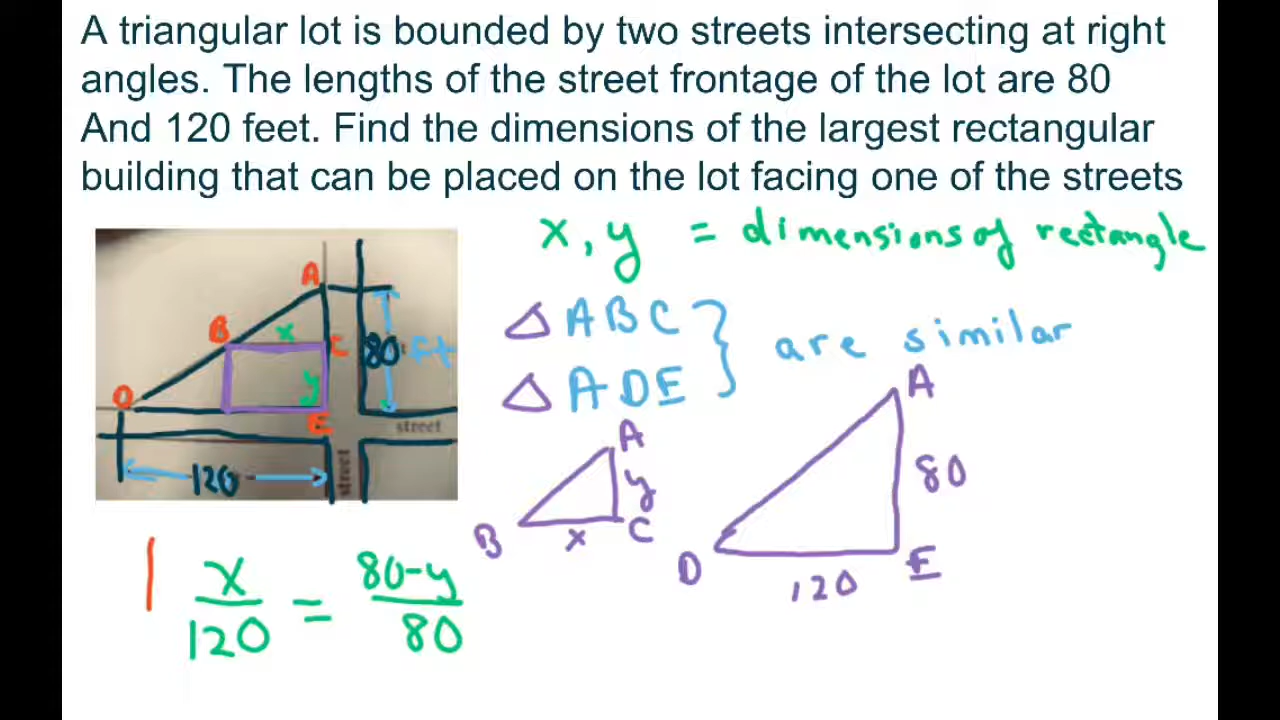 A triangular lot is bounded by two streets intersecting at right
angles. The lengths of the street frontage of the lot are 80
And 120 feet. Find the dimensions of the largest rectangular
building that can be placed on the lot facing one of the streets
x, y = dimensions of rectangle
A
B
x
C
80 ft
y
D
E
street
120
street
△ ABC
△ ADE
} are similar
A
y
B
x
C
A
80
D
120
E
x/120 = 80-y/80